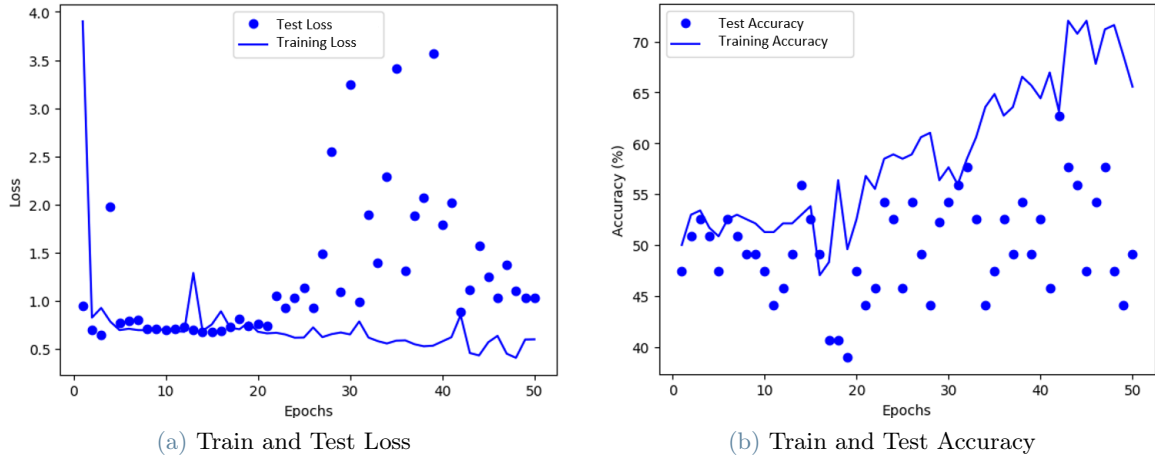 4.0
3.5
3.0
2.5
2.0
1.5
1.0
0.5
Loss
Test Loss
Training Loss
0 10 20 30 40 50
Epochs
(a) Train and Test Loss
70
65
60
55
50
45
40
Accuracy (%)
Test Accuracy
Training Accuracy
0 10 20 30 40 50
Epochs
(b) Train and Test Accuracy